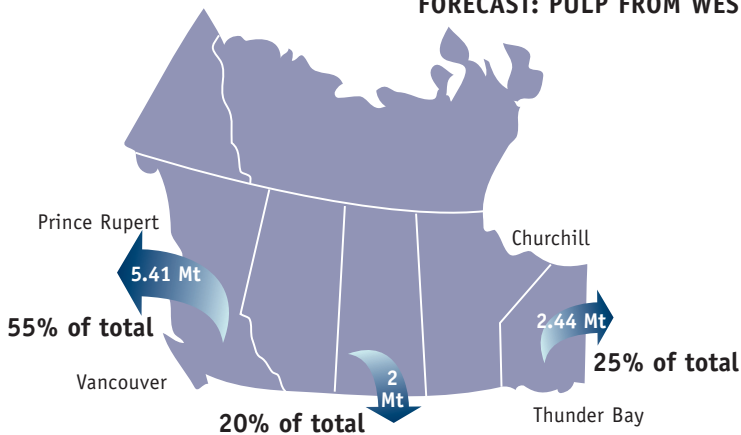 FORECAST: PULP FROM WES
Prince Rupert
Churchill
5.41 Mt
2.44 Mt
55% of total
25% of total
Vancouver
2
Mt
20% of total
Thunder Bay